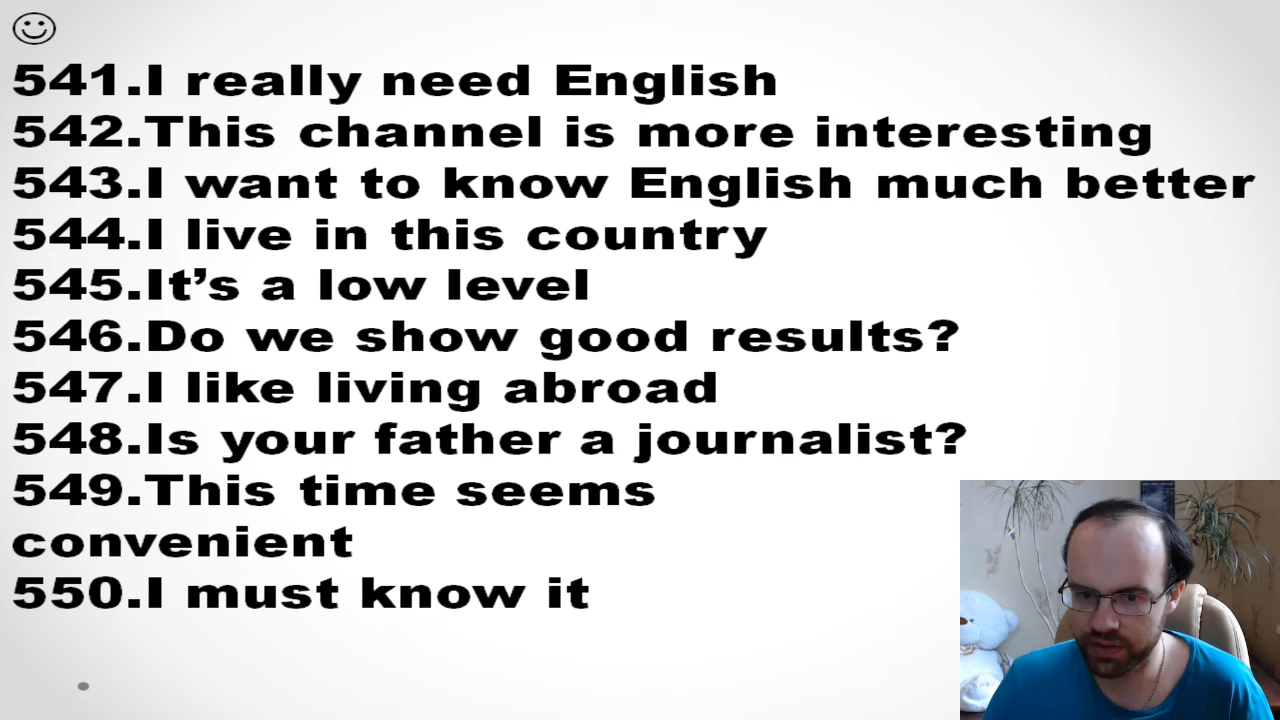 541.I really need English
542.This channel is more interesting
543.I want to know English much better
544.I live in this country
545.It’s a low level
546.Do we show good results?
547.I like living abroad
548.Is your father a journalist?
549.This time seems
convenient
550.I must know it